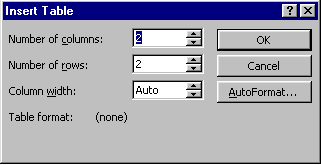 Insert Table
Number of columns: 2 OK
Number of rows: 2 Cancel
Column width: Auto AutoFormat...
Table format: (none)